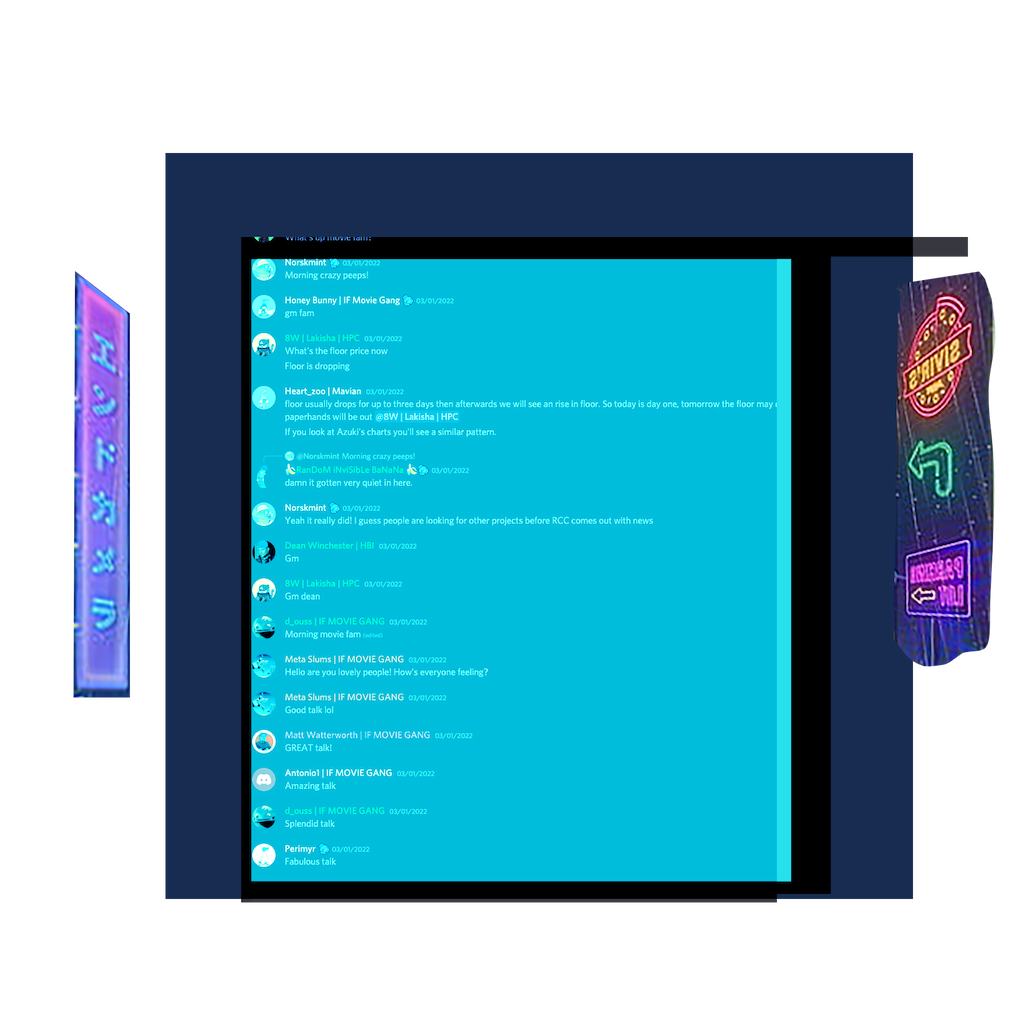 What's up movie fam?
Norskmint 03/01/2022
Morning crazy peeps!
Honey Bunny | IF Movie Gang 03/01/2022
gm fam
8W | Lakisha | HPC 03/01/2022
What's the floor price now
Floor is dropping
Heart_zoo | Mavian 03/01/2022
floor usually drops for up to three days then afterwards we will see an rise in floor. So today is day one, tomorrow the floor may
paperhands will be out @8W | Lakisha | HPC
If you look at Azuki's charts you'll see a similar pattern.
@Norskmint Morning crazy peeps!
RanDoM INviSibLe BaNaNa 03/01/2022
damn it gotten very quiet in here.
Norskmint 03/01/2022
Yeah it really did! I guess people are looking for other projects before RCC comes out with news
Dean Winchester | HBI 03/01/2022
Gm
8W | Lakisha | HPC 03/01/2022
Gm dean
d_ouss | IF MOVIE GANG 03/01/2022
Morning movie fam (edited)
Meta Slums | IF MOVIE GANG 03/01/2022
Hello are you lovely people! How's everyone feeling?
Meta Slums | IF MOVIE GANG 03/01/2022
Good talk lol
Matt Watterworth | IF MOVIE GANG 03/01/2022
GREAT talk!
Antonio1 | IF MOVIE GANG 03/01/2022
Amazing talk
d_ouss | IF MOVIE GANG 03/01/2022
Splendid talk
Perimyr 03/01/2022
Fabulous talk
SIVIR'S
PARKING
LOT